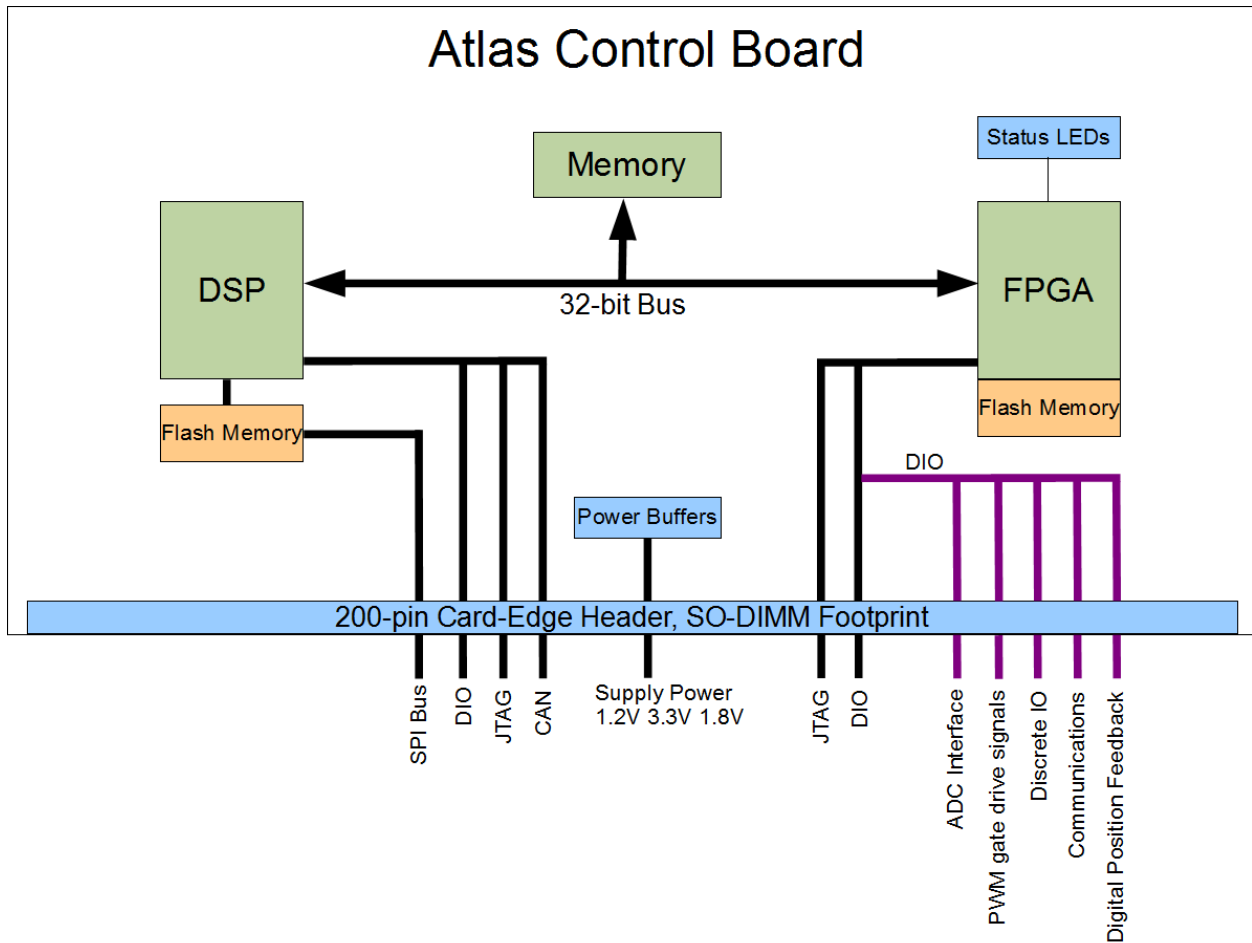 Atlas Control Board
Status LEDs
Memory
DSP
FPGA
32-bit Bus
Flash Memory
Flash Memory
DIO
Power Buffers
200-pin Card-Edge Header, SO-DIMM Footprint
SPI Bus
DIO
JTAG
CAN
Supply Power
1.2V 3.3V 1.8V
JTAG
DIO
ADC Interface
PWM gate drive signals
Discrete IO
Communications
Digital Position Feedback